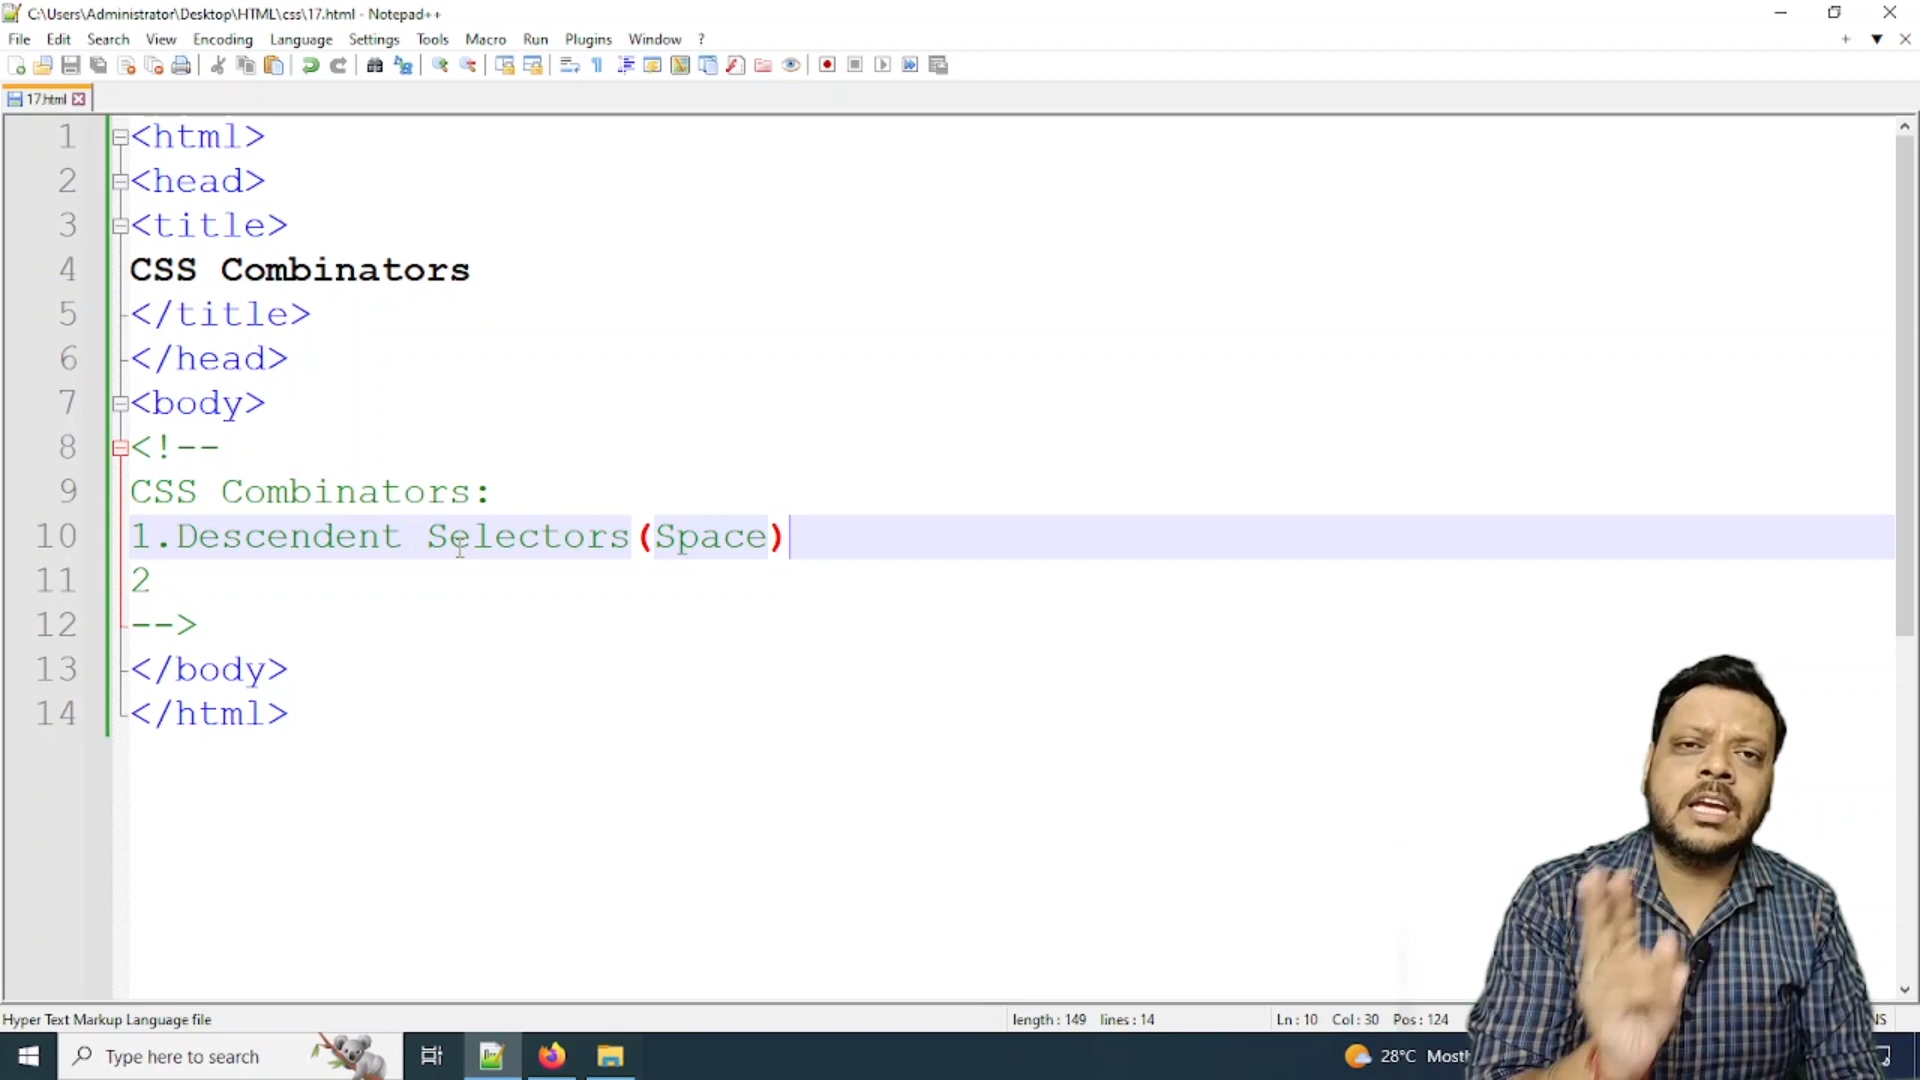 C:\Users\Administrator\Desktop\HTML\css\17.html - Notepad++
File Edit Search View Encoding Language Settings Tools Macro Run Plugins Window ?
17.html
1 <html>
2 <head>
3 <title>
4 CSS Combinators
5 </title>
6 </head>
7 <body>
8 <!--
9 CSS Combinators:
10 1.Descendent Selectors(Space)
11 2
12 -->
13 </body>
14 </html>
Hyper Text Markup Language file length : 149 lines : 14 Ln : 10 Col : 30 Pos : 124
Type here to search 28°C